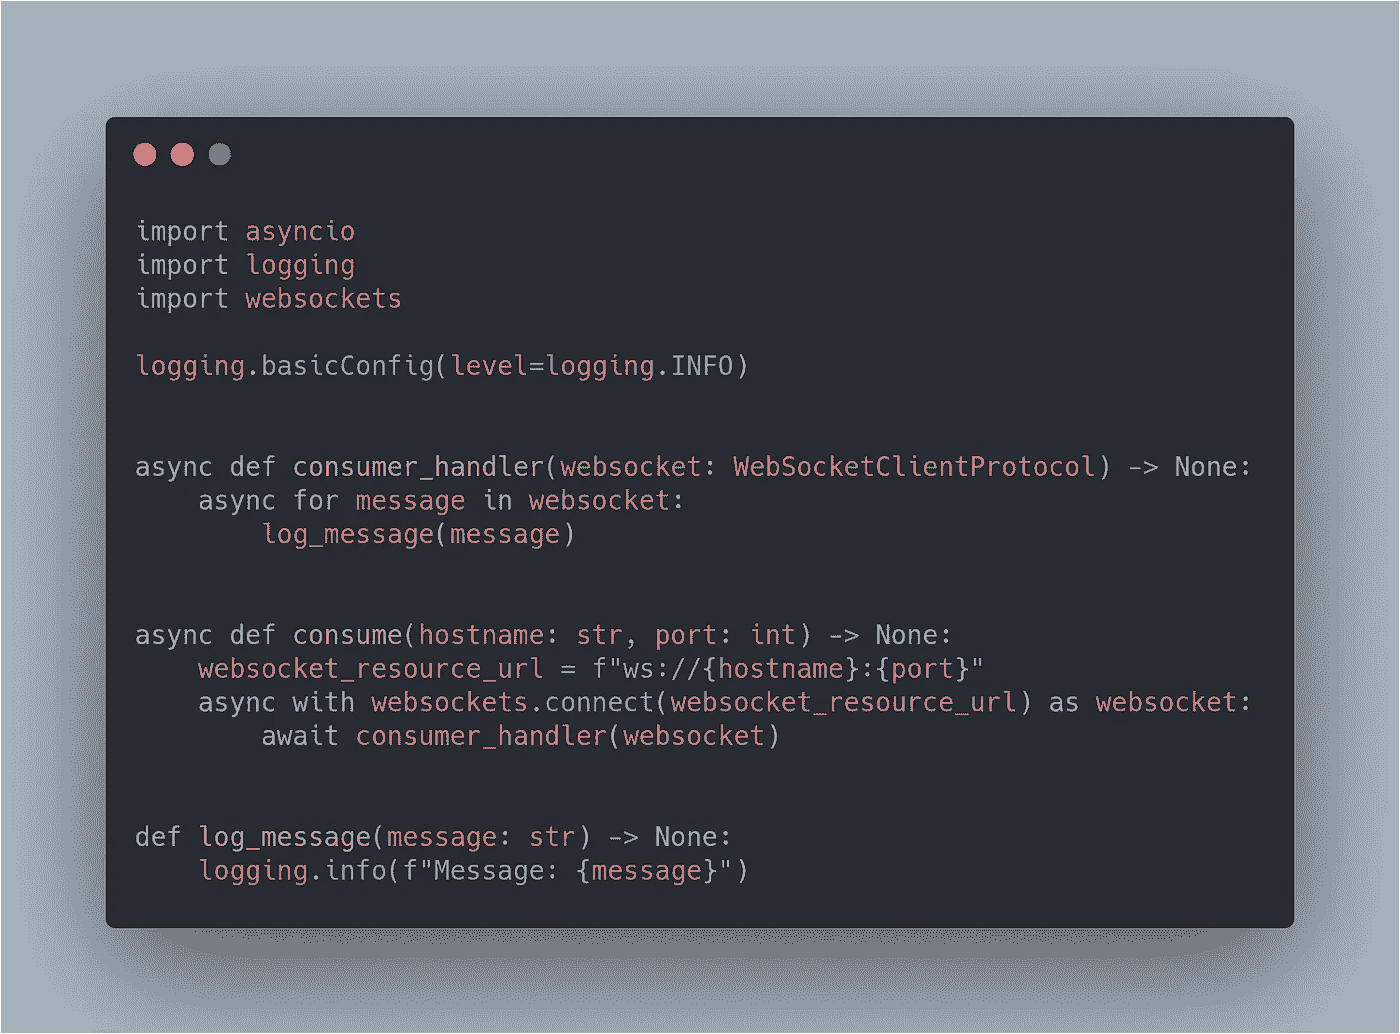 import asyncio
import logging
import websockets

logging.basicConfig(level=logging.INFO)


async def consumer_handler(websocket: WebSocketClientProtocol) -> None:
    async for message in websocket:
        log_message(message)


async def consume(hostname: str, port: int) -> None:
    websocket_resource_url = f"ws://{hostname}:{port}"
    async with websockets.connect(websocket_resource_url) as websocket:
        await consumer_handler(websocket)


def log_message(message: str) -> None:
    logging.info(f"Message: {message}")